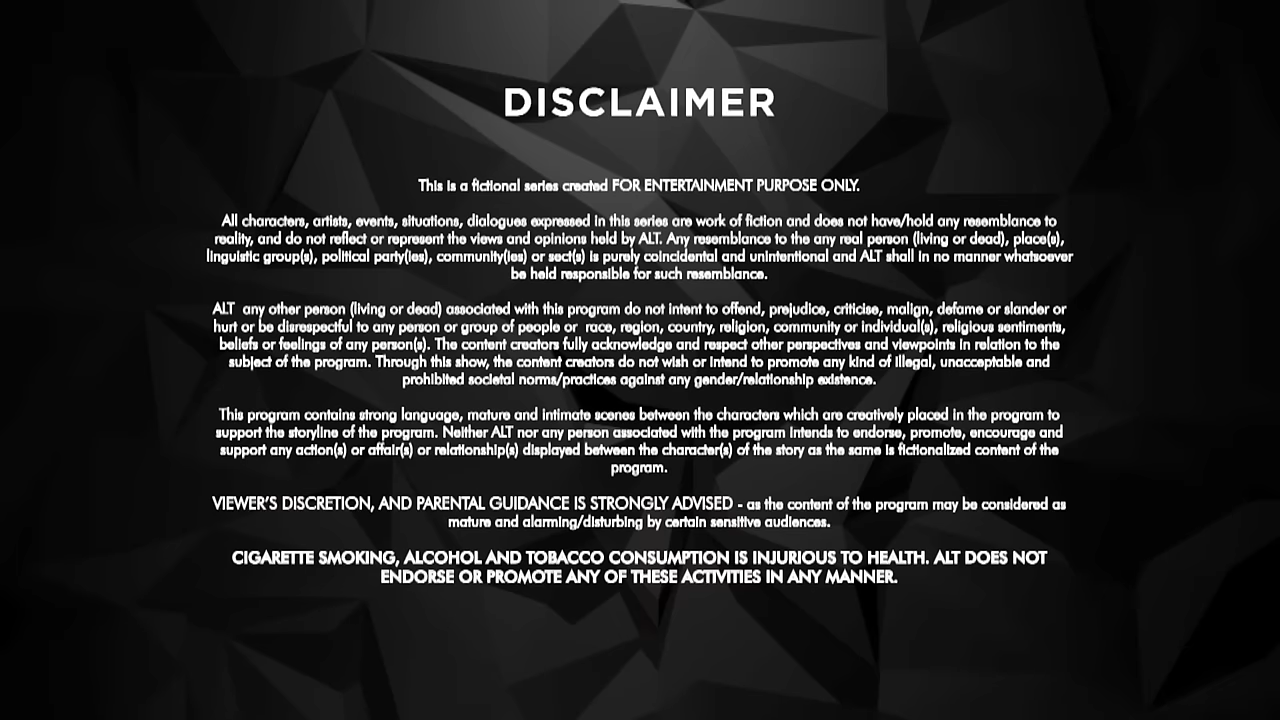 DISCLAIMER
This is a fictional series created FOR ENTERTAINMENT PURPOSE ONLY.
All characters, artists, events, situations, dialogues expressed in this series are work of fiction and does not have/hold any resemblance to
reality, and do not reflect or represent the views and opinions held by ALT. Any resemblance to the any real person (living or dead), place(s),
linguistic group(s), political party(ies), community(ies) or sect(s) is purely coincidental and unintentional and ALT shall in no manner whatsoever
be held responsible for such resemblance.
ALT any other person (living or dead) associated with this program do not intent to offend, prejudice, criticise, malign, defame or slander or
hurt or be disrespectful to any person or group of people or race, region, country, religion, community or individual(s), religious sentiments,
beliefs or feelings of any person(s). The content creators fully acknowledge and respect other perspectives and viewpoints in relation to the
subject of the program. Through this show, the content creators do not wish or intend to promote any kind of illegal, unacceptable and
prohibited societal norms/practices against any gender/relationship existence.
This program contains strong language, mature and intimate scenes between the characters which are creatively placed in the program to
support the storyline of the program. Neither ALT nor any person associated with the program intends to endorse, promote, encourage and
support any action(s) or affair(s) or relationship(s) displayed between the character(s) of the story as the same is fictionalized content of the
program.
VIEWER'S DISCRETION, AND PARENTAL GUIDANCE IS STRONGLY ADVISED - as the content of the program may be considered as
mature and alarming/disturbing by certain sensitive audiences.
CIGARETTE SMOKING, ALCOHOL AND TOBACCO CONSUMPTION IS INJURIOUS TO HEALTH. ALT DOES NOT
ENDORSE OR PROMOTE ANY OF THESE ACTIVITIES IN ANY MANNER.